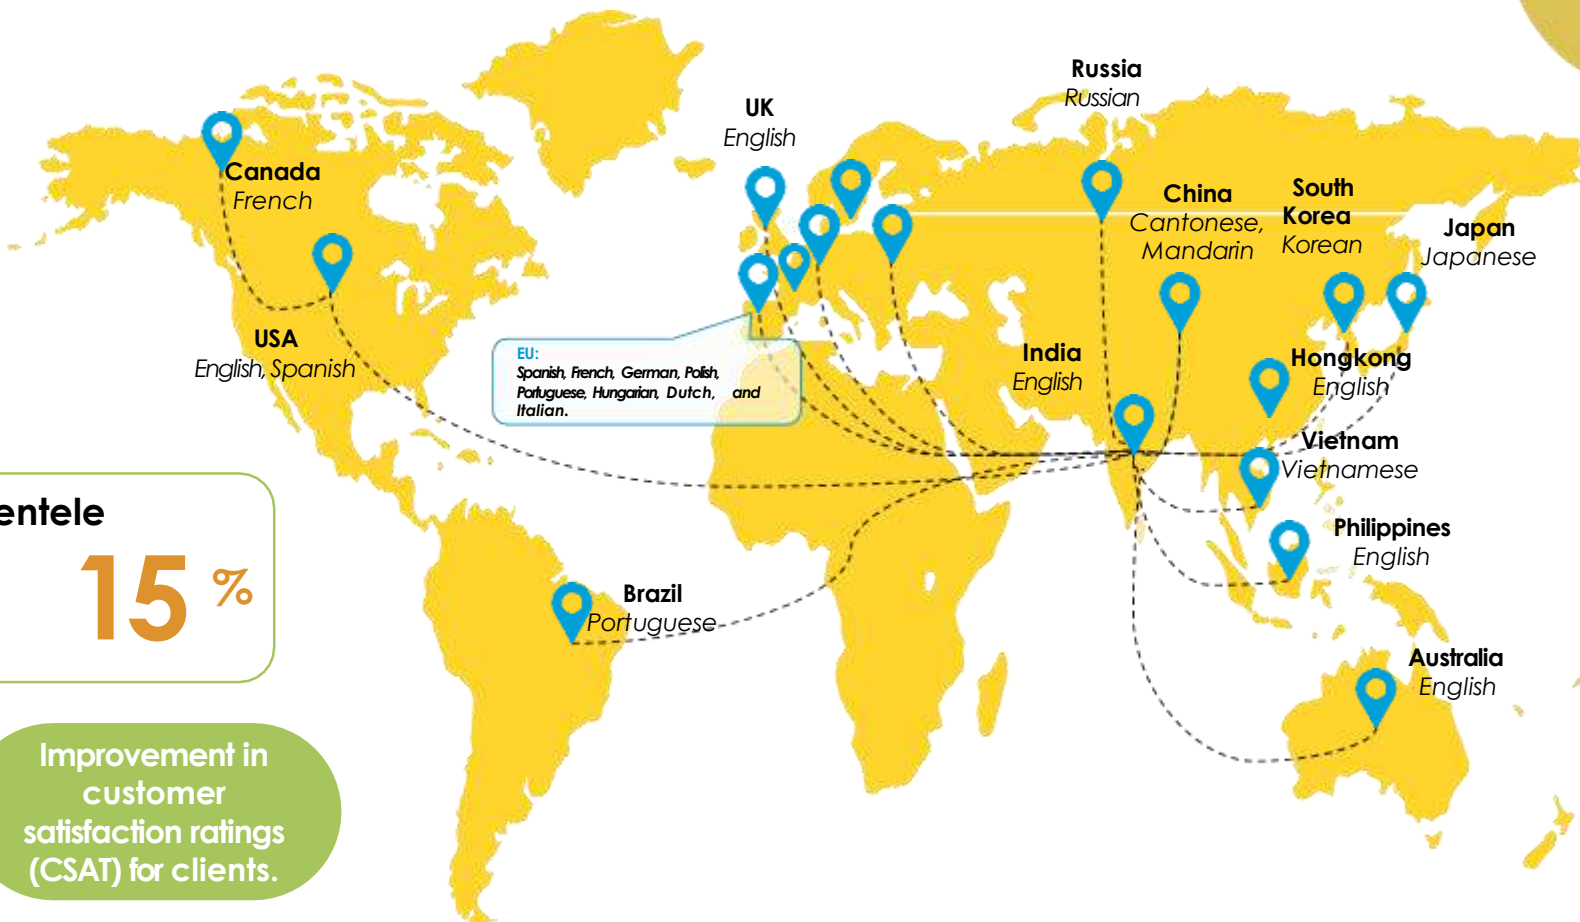 Russia
Russian
UK
English
Canada
French
China
Cantonese,
Mandarin
South
Korea
Korean
Japan
Japanese
USA
English, Spanish
EU:
Spanish, French, German, Polish,
Portuguese, Hungarian, Dutch, and
Italian.
India
English
Hongkong
English
Vietnam
Vietnamese
entele
15 %
Philippines
English
Brazil
Portuguese
Australia
English
Improvement in
customer
satisfaction ratings
(CSAT) for clients.